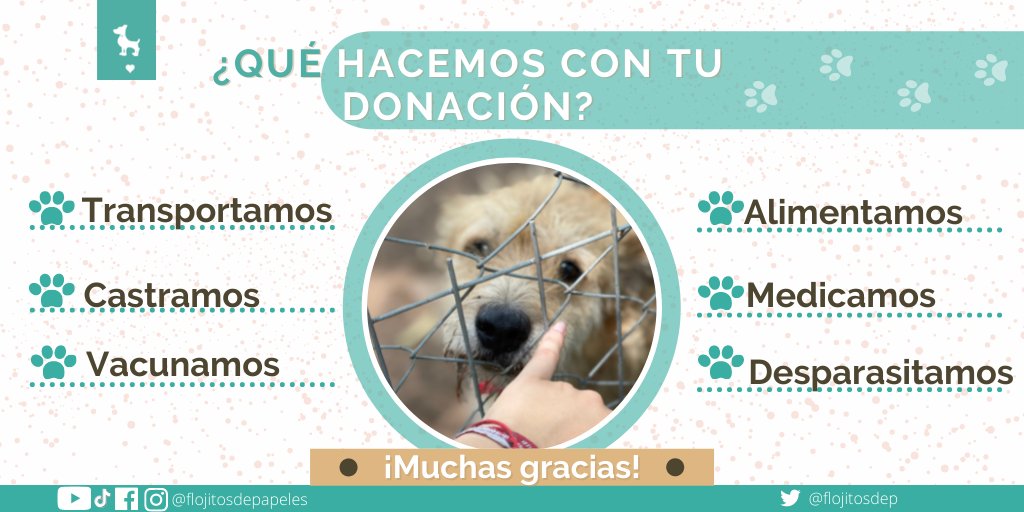 ¿QUÉ HACEMOS CON TU
DONACIÓN?
Transportamos
Castramos
Vacunamos
Alimentamos
Medicamos
Desparasitamos
¡Muchas gracias!
@flojitosdepapeles
@flojitosdep